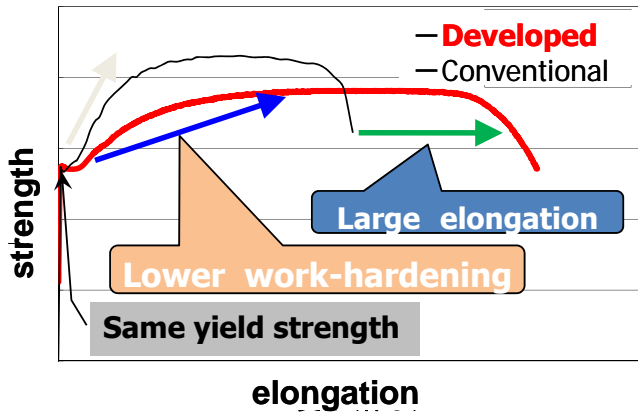 Developed
Conventional
strength
Large elongation
Lower work-hardening
Same yield strength
elongation